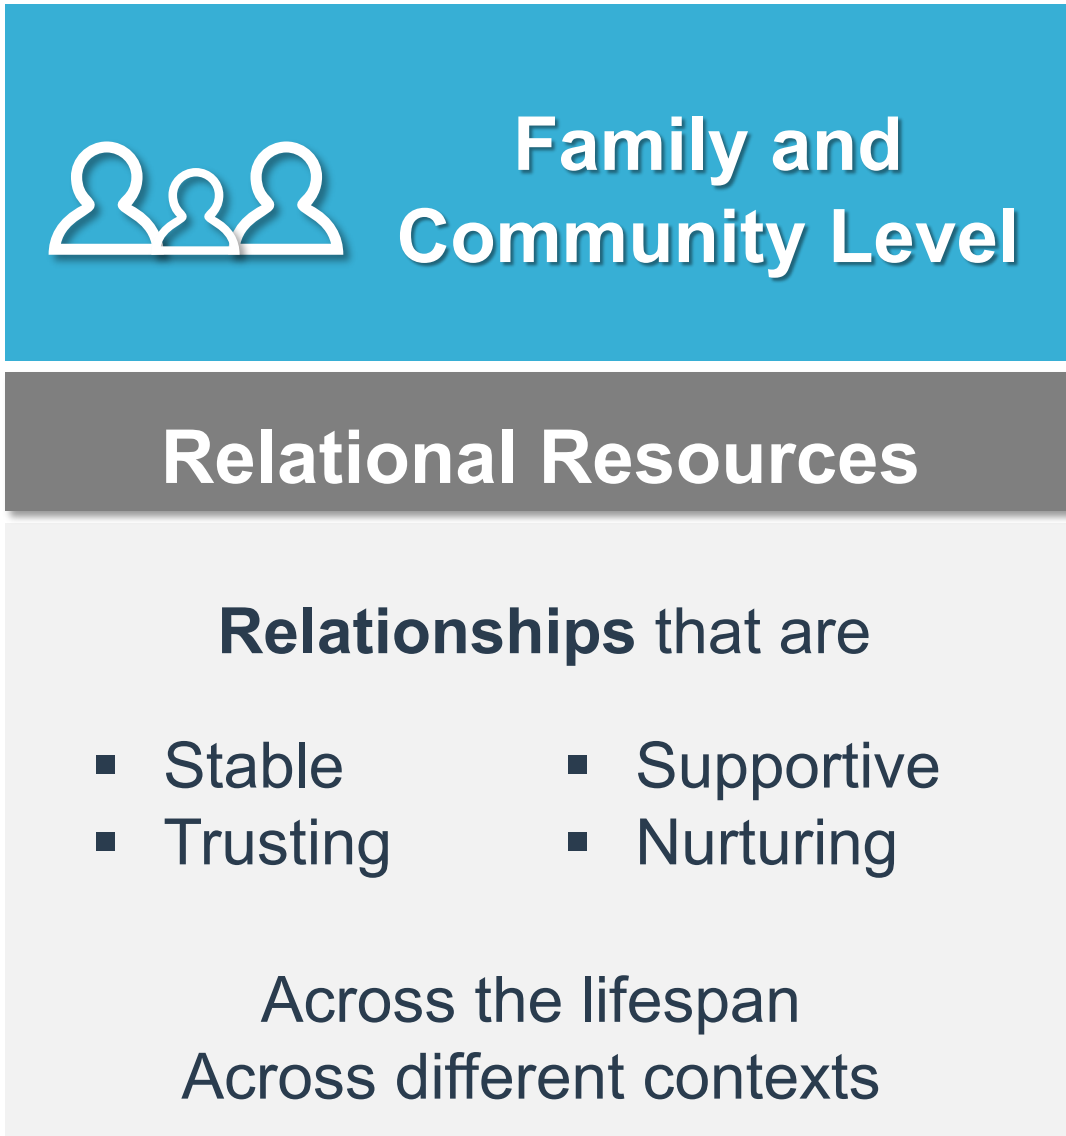 Family and
Community Level
Relational Resources
Relationships that are
▪ Stable
▪ Trusting
▪ Supportive
▪ Nurturing
Across the lifespan
Across different contexts